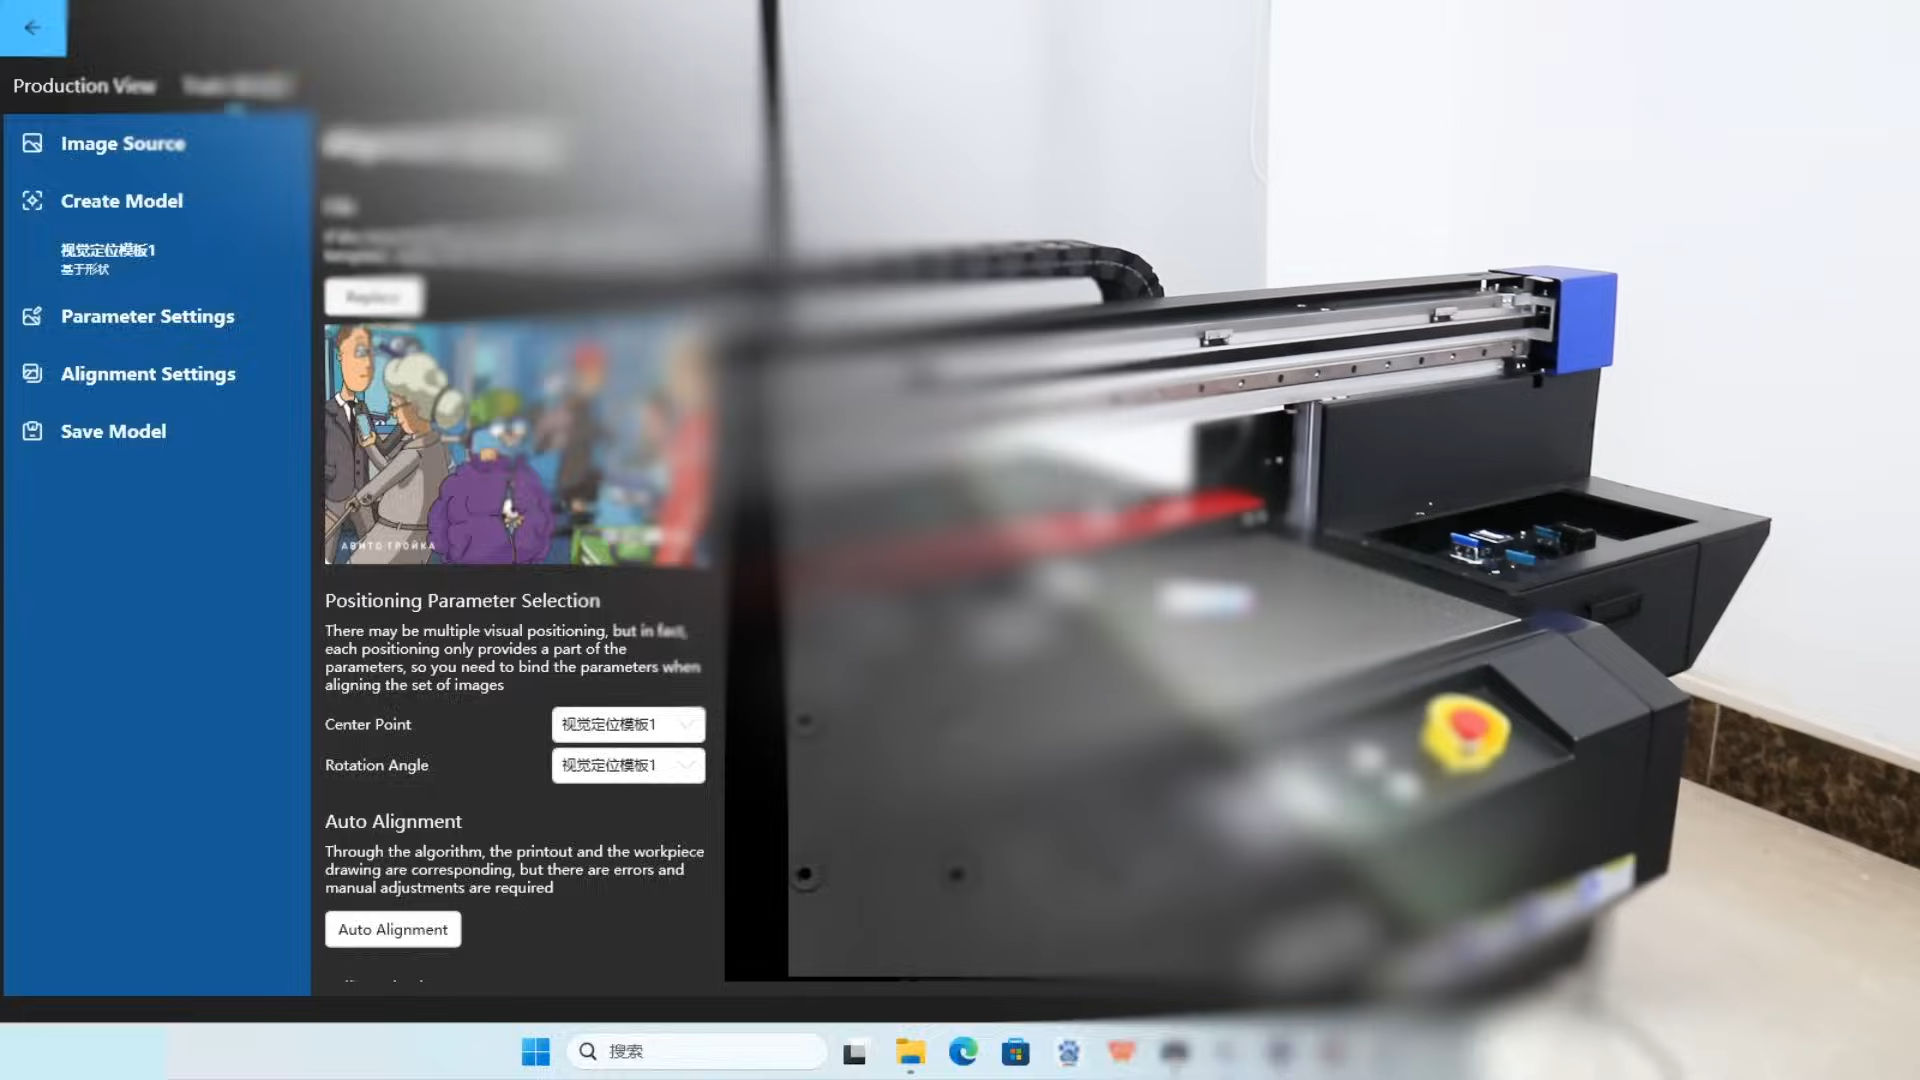 Production View
Image Source
Create Model
视觉定位模板1
基于形状
Parameter Settings
Alignment Settings
Save Model
Replace
АВИТО ТРОЙКА
Positioning Parameter Selection
There may be multiple visual positioning, but in fact,
each positioning only provides a part of the
parameters, so you need to bind the parameters when
aligning the set of images
Center Point
视觉定位模板1
Rotation Angle
视觉定位模板1
Auto Alignment
Through the algorithm, the printout and the workpiece
drawing are corresponding, but there are errors and
manual adjustments are required
Auto Alignment
搜索